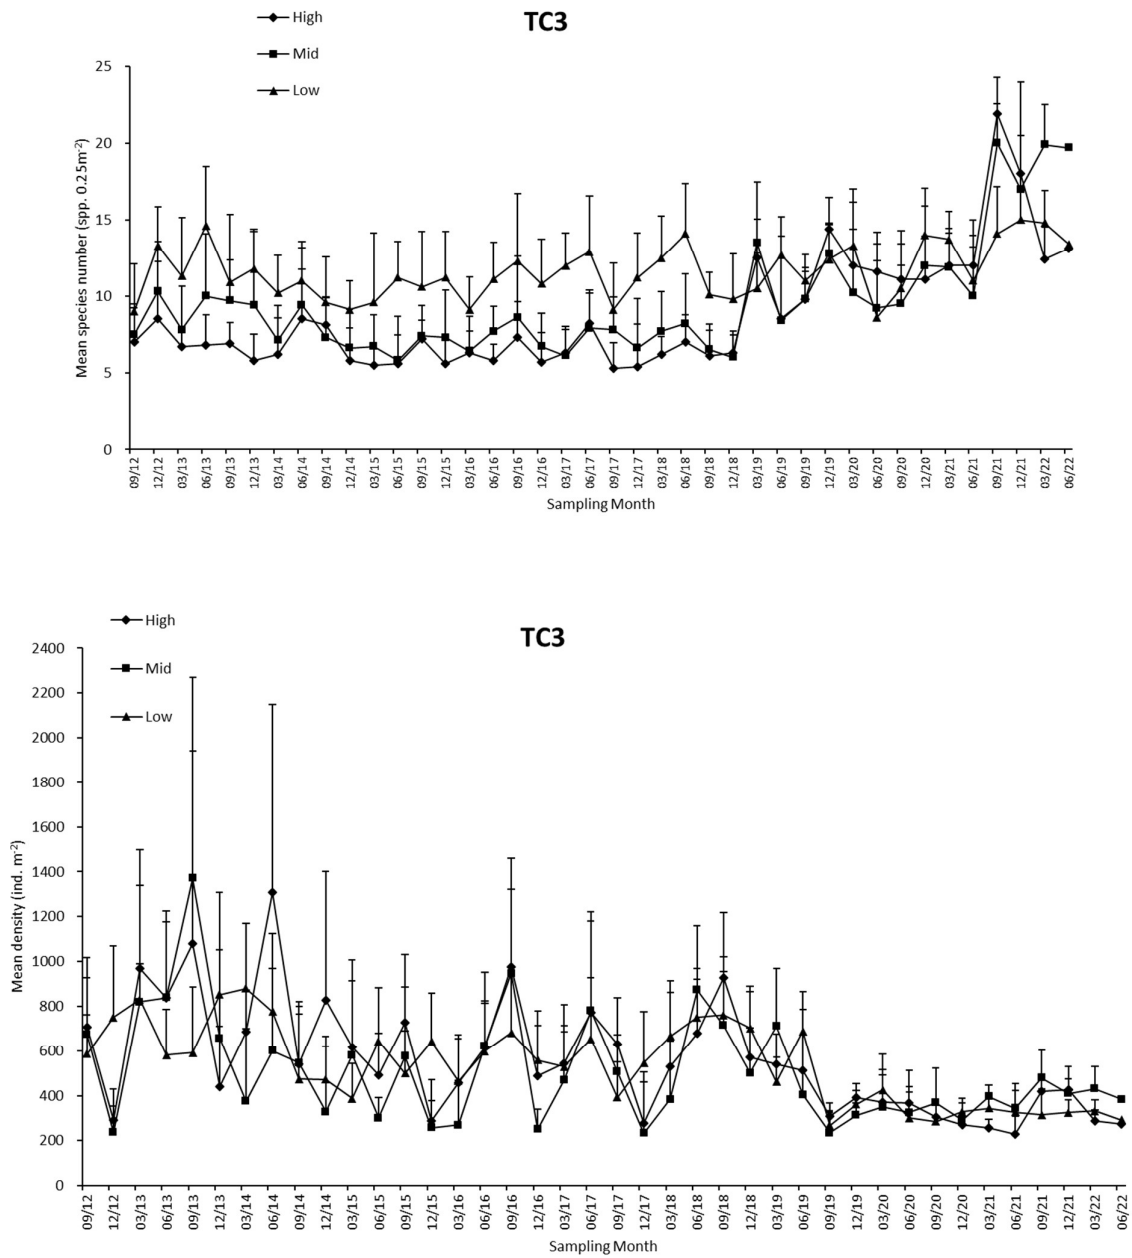 High
TC3
Mid
Low
25
20
15
10
5
0
Mean species number (spp. 0.25m-2)
09/12 12/12 03/13 06/13 09/13 12/13 03/14 06/14 09/14 12/14 03/15 06/15 09/15 12/15 03/16 06/16 09/16 12/16 03/17 06/17 09/17 12/17 03/18 06/18 09/18 12/18 03/19 06/19 09/19 12/19 03/20 06/20 09/20 12/20 03/21 06/21 09/21 12/21 03/22 06/22
Sampling Month
High
TC3
Mid
Low
2400
2200
2000
1800
1600
1400
1200
1000
800
600
400
200
0
Mean density (ind. m-2)
09/12 12/12 03/13 06/13 09/13 12/13 03/14 06/14 09/14 12/14 03/15 06/15 09/15 12/15 03/16 06/16 09/16 12/16 03/17 06/17 09/17 12/17 03/18 06/18 09/18 12/18 03/19 06/19 09/19 12/19 03/20 06/20 09/20 12/20 03/21 06/21 09/21 12/21 03/22 06/22
Sampling Month